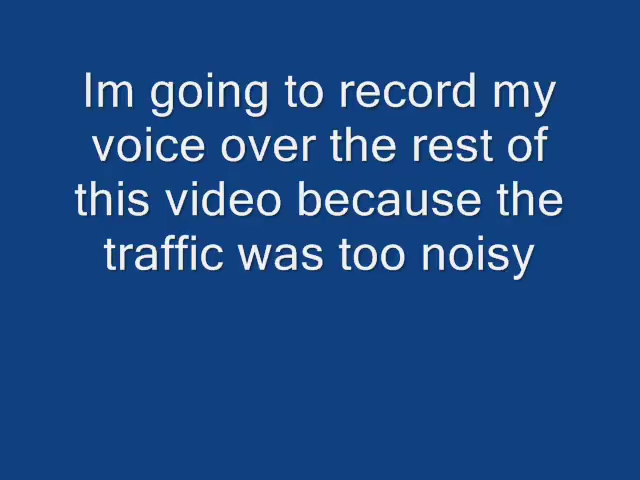 Im going to record my
voice over the rest of
this video because the
traffic was too noisy